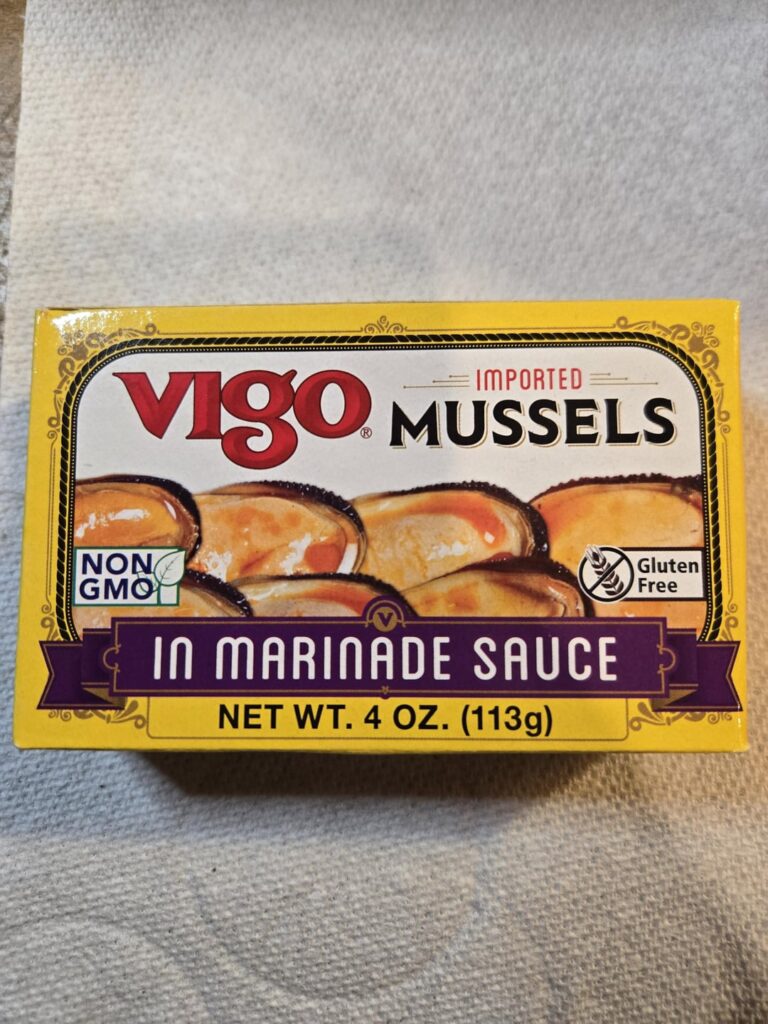 VIGO®
IMPORTED
MUSSELS
NON
GMO
Gluten
Free
V
IN MARINADE SAUCE
NET WT. 4 OZ. (113g)